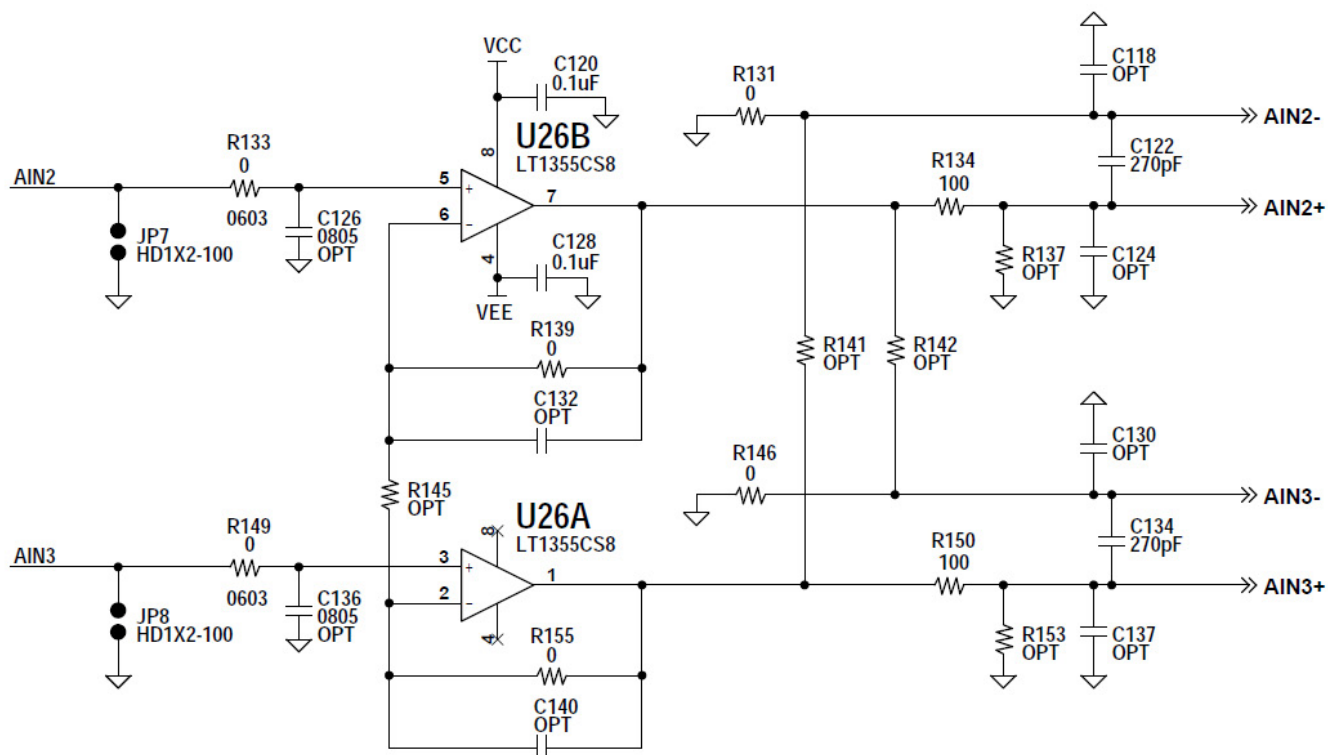 VCC
C120
0.1uF
U26B
LT1355CS8
8
R133
0
0603
AIN2
JP7
HD1X2-100
C126
0805
OPT
5
+
6
−
7
4
C128
0.1uF
VEE
R139
0
C132
OPT
R131
0
C118
OPT
AIN2-
C122
270pF
R134
100
AIN2+
R137
OPT
C124
OPT
R141
OPT
R142
OPT
R145
OPT
U26A
LT1355CS8
8
R149
0
0603
AIN3
JP8
HD1X2-100
C136
0805
OPT
3
+
2
−
1
4
R155
0
C140
OPT
R146
0
C130
OPT
AIN3-
C134
270pF
R150
100
AIN3+
R153
OPT
C137
OPT